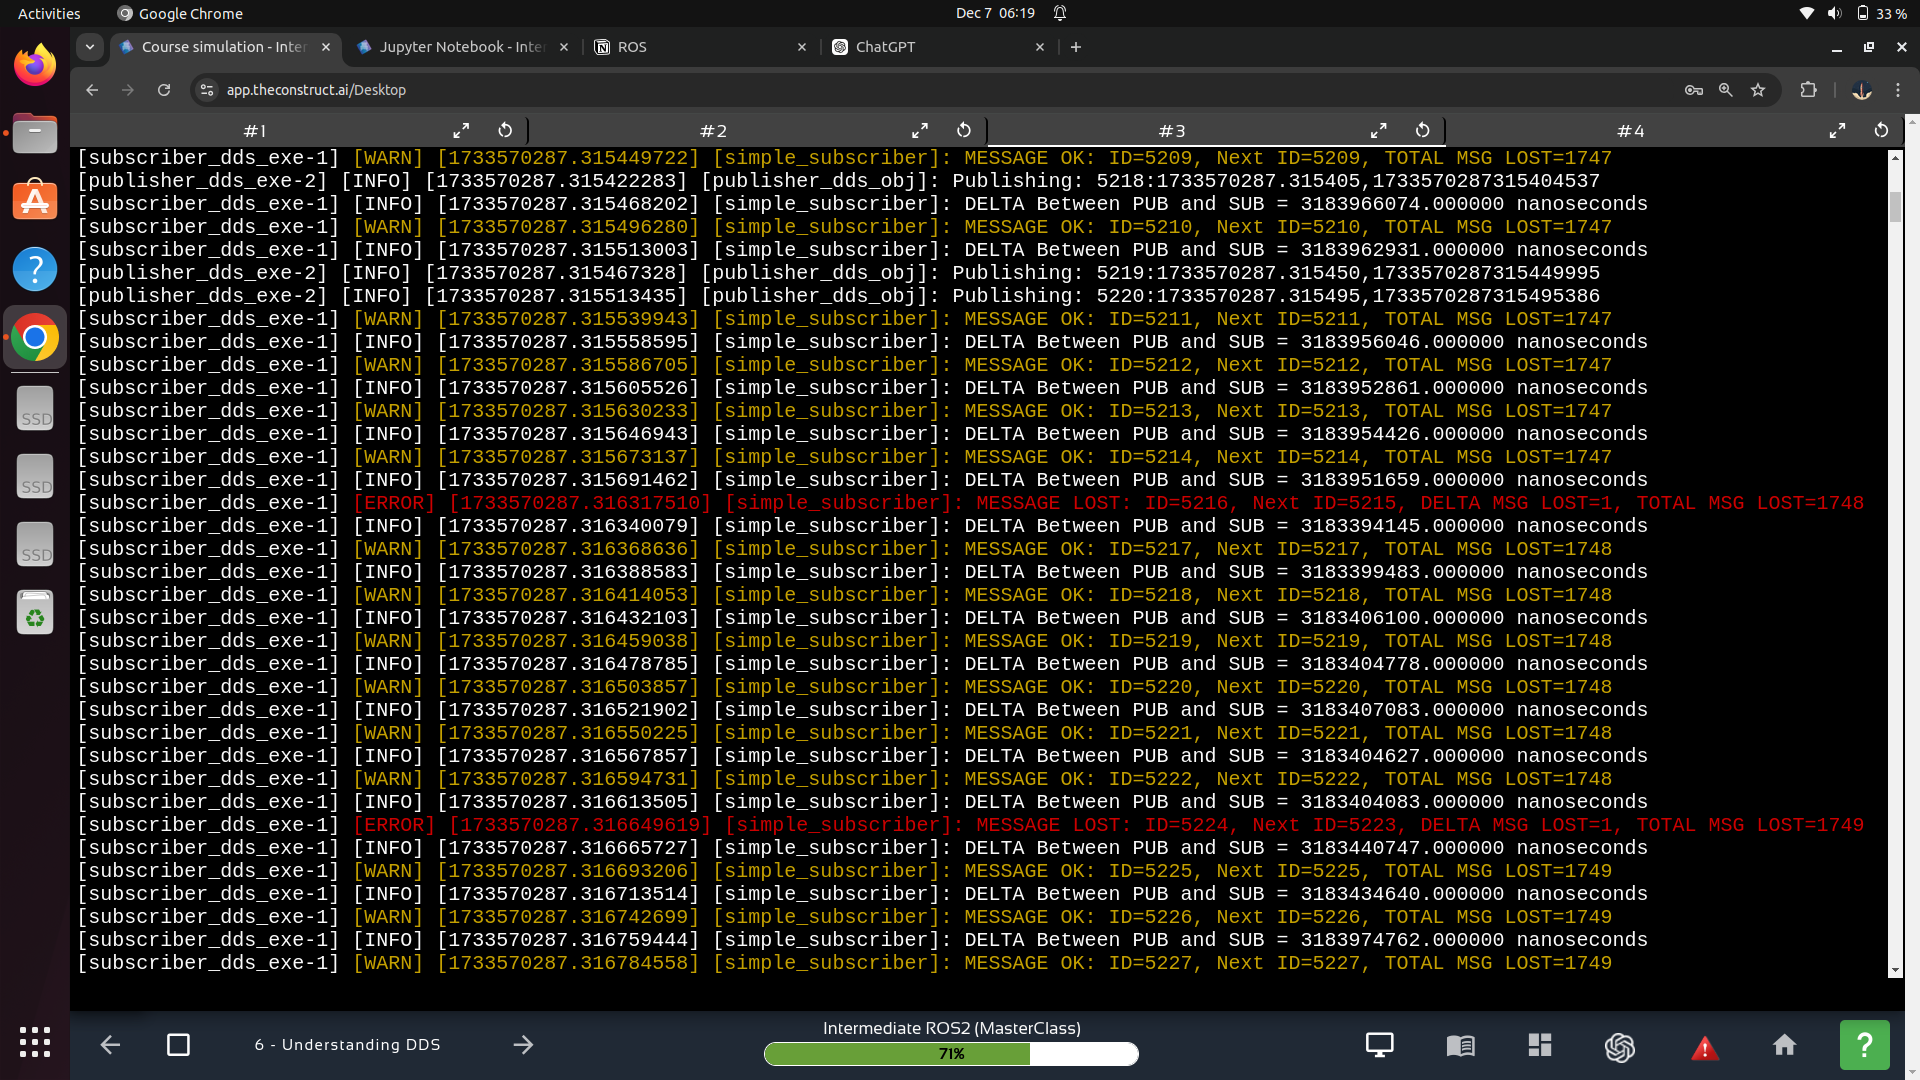 Activities
Google Chrome
Dec 7 06:19
33 %
Course simulation - Inter
Jupyter Notebook - Inte
ROS
ChatGPT
app.theconstruct.ai/Desktop
#1
#2
#3
#4
[subscriber_dds_exe-1] [WARN] [1733570287.315449722] [simple_subscriber]: MESSAGE OK: ID=5209, Next ID=5209, TOTAL MSG LOST=1747
[publisher_dds_exe-2] [INFO] [1733570287.315422283] [publisher_dds_obj]: Publishing: 5218:1733570287.315405,1733570287315404537
[subscriber_dds_exe-1] [INFO] [1733570287.315468202] [simple_subscriber]: DELTA Between PUB and SUB = 3183966074.000000 nanoseconds
[subscriber_dds_exe-1] [WARN] [1733570287.315496280] [simple_subscriber]: MESSAGE OK: ID=5210, Next ID=5210, TOTAL MSG LOST=1747
[subscriber_dds_exe-1] [INFO] [1733570287.315513003] [simple_subscriber]: DELTA Between PUB and SUB = 3183962931.000000 nanoseconds
[publisher_dds_exe-2] [INFO] [1733570287.315467328] [publisher_dds_obj]: Publishing: 5219:1733570287.315450,1733570287315449995
[publisher_dds_exe-2] [INFO] [1733570287.315513435] [publisher_dds_obj]: Publishing: 5220:1733570287.315495,1733570287315495386
[subscriber_dds_exe-1] [WARN] [1733570287.315539943] [simple_subscriber]: MESSAGE OK: ID=5211, Next ID=5211, TOTAL MSG LOST=1747
[subscriber_dds_exe-1] [INFO] [1733570287.315558595] [simple_subscriber]: DELTA Between PUB and SUB = 3183956046.000000 nanoseconds
[subscriber_dds_exe-1] [WARN] [1733570287.315586705] [simple_subscriber]: MESSAGE OK: ID=5212, Next ID=5212, TOTAL MSG LOST=1747
[subscriber_dds_exe-1] [INFO] [1733570287.315605526] [simple_subscriber]: DELTA Between PUB and SUB = 3183952861.000000 nanoseconds
[subscriber_dds_exe-1] [WARN] [1733570287.315630233] [simple_subscriber]: MESSAGE OK: ID=5213, Next ID=5213, TOTAL MSG LOST=1747
[subscriber_dds_exe-1] [INFO] [1733570287.315646943] [simple_subscriber]: DELTA Between PUB and SUB = 3183954426.000000 nanoseconds
[subscriber_dds_exe-1] [WARN] [1733570287.315673137] [simple_subscriber]: MESSAGE OK: ID=5214, Next ID=5214, TOTAL MSG LOST=1747
[subscriber_dds_exe-1] [INFO] [1733570287.315691462] [simple_subscriber]: DELTA Between PUB and SUB = 3183951659.000000 nanoseconds
[subscriber_dds_exe-1] [ERROR] [1733570287.316317510] [simple_subscriber]: MESSAGE LOST: ID=5216, Next ID=5215, DELTA MSG LOST=1, TOTAL MSG LOST=1748
[subscriber_dds_exe-1] [INFO] [1733570287.316340079] [simple_subscriber]: DELTA Between PUB and SUB = 3183394145.000000 nanoseconds
[subscriber_dds_exe-1] [WARN] [1733570287.316368636] [simple_subscriber]: MESSAGE OK: ID=5217, Next ID=5217, TOTAL MSG LOST=1748
[subscriber_dds_exe-1] [INFO] [1733570287.316388583] [simple_subscriber]: DELTA Between PUB and SUB = 3183399483.000000 nanoseconds
[subscriber_dds_exe-1] [WARN] [1733570287.316414053] [simple_subscriber]: MESSAGE OK: ID=5218, Next ID=5218, TOTAL MSG LOST=1748
[subscriber_dds_exe-1] [INFO] [1733570287.316432103] [simple_subscriber]: DELTA Between PUB and SUB = 3183406100.000000 nanoseconds
[subscriber_dds_exe-1] [WARN] [1733570287.316459038] [simple_subscriber]: MESSAGE OK: ID=5219, Next ID=5219, TOTAL MSG LOST=1748
[subscriber_dds_exe-1] [INFO] [1733570287.316478785] [simple_subscriber]: DELTA Between PUB and SUB = 3183404778.000000 nanoseconds
[subscriber_dds_exe-1] [WARN] [1733570287.316503857] [simple_subscriber]: MESSAGE OK: ID=5220, Next ID=5220, TOTAL MSG LOST=1748
[subscriber_dds_exe-1] [INFO] [1733570287.316521902] [simple_subscriber]: DELTA Between PUB and SUB = 3183407083.000000 nanoseconds
[subscriber_dds_exe-1] [WARN] [1733570287.316550225] [simple_subscriber]: MESSAGE OK: ID=5221, Next ID=5221, TOTAL MSG LOST=1748
[subscriber_dds_exe-1] [INFO] [1733570287.316567857] [simple_subscriber]: DELTA Between PUB and SUB = 3183404627.000000 nanoseconds
[subscriber_dds_exe-1] [WARN] [1733570287.316594731] [simple_subscriber]: MESSAGE OK: ID=5222, Next ID=5222, TOTAL MSG LOST=1748
[subscriber_dds_exe-1] [INFO] [1733570287.316613505] [simple_subscriber]: DELTA Between PUB and SUB = 3183404083.000000 nanoseconds
[subscriber_dds_exe-1] [ERROR] [1733570287.316649619] [simple_subscriber]: MESSAGE LOST: ID=5224, Next ID=5223, DELTA MSG LOST=1, TOTAL MSG LOST=1749
[subscriber_dds_exe-1] [INFO] [1733570287.316665727] [simple_subscriber]: DELTA Between PUB and SUB = 3183440747.000000 nanoseconds
[subscriber_dds_exe-1] [WARN] [1733570287.316693206] [simple_subscriber]: MESSAGE OK: ID=5225, Next ID=5225, TOTAL MSG LOST=1749
[subscriber_dds_exe-1] [INFO] [1733570287.316713514] [simple_subscriber]: DELTA Between PUB and SUB = 3183434640.000000 nanoseconds
[subscriber_dds_exe-1] [WARN] [1733570287.316742699] [simple_subscriber]: MESSAGE OK: ID=5226, Next ID=5226, TOTAL MSG LOST=1749
[subscriber_dds_exe-1] [INFO] [1733570287.316759444] [simple_subscriber]: DELTA Between PUB and SUB = 3183974762.000000 nanoseconds
[subscriber_dds_exe-1] [WARN] [1733570287.316784558] [simple_subscriber]: MESSAGE OK: ID=5227, Next ID=5227, TOTAL MSG LOST=1749
SSD
SSD
SSD
6 - Understanding DDS
Intermediate ROS2 (MasterClass)
71%
?